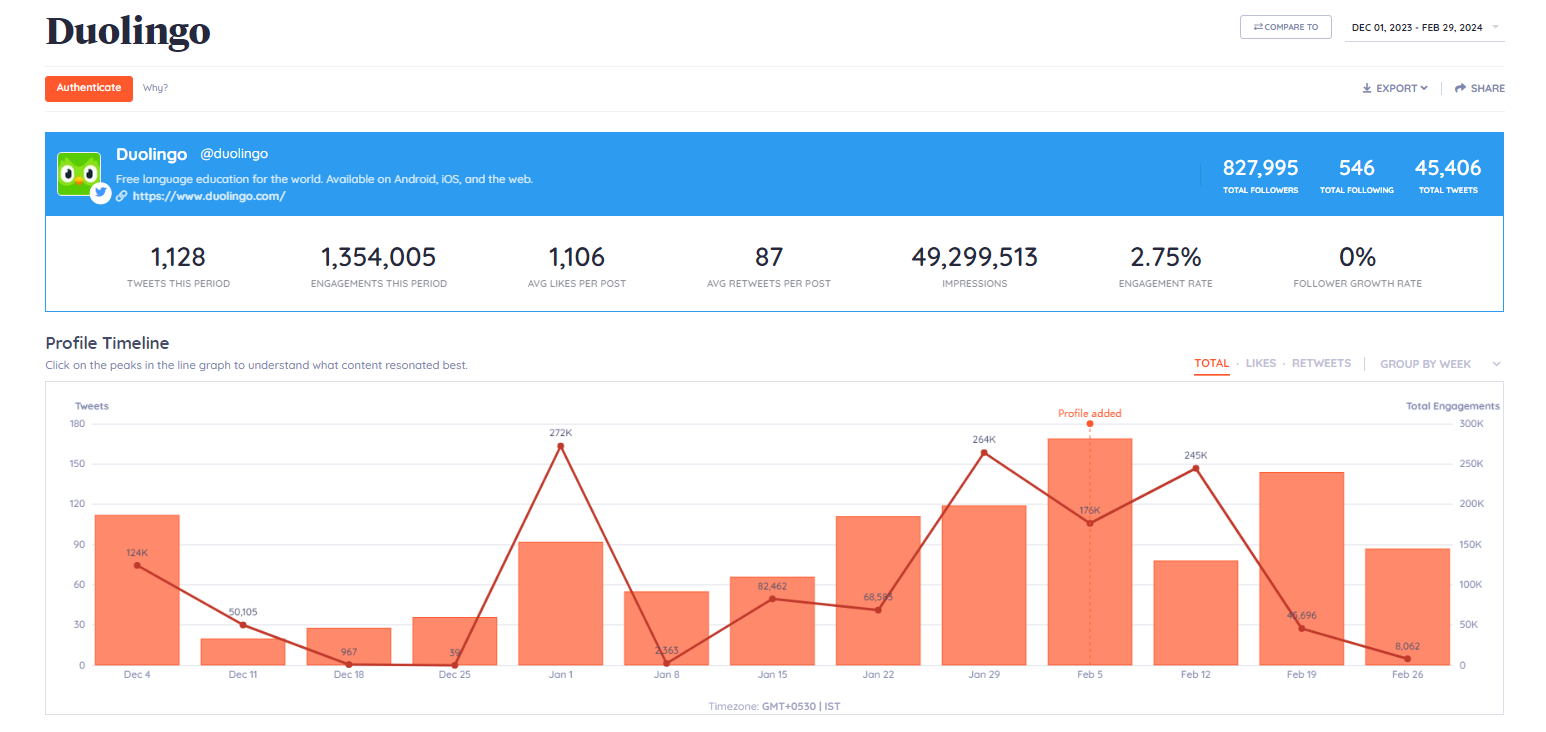 Duolingo
COMPARE TO
DEC 01, 2023 - FEB 29, 2024
Authenticate Why?
EXPORT
SHARE
Duolingo @duolingo
Free language education for the world. Available on Android, iOS, and the web.
https://www.duolingo.com/
827,995 546 45,406
TOTAL FOLLOWERS TOTAL FOLLOWING TOTAL TWEETS
1,128 1,354,005 1,106 87 49,299,513 2.75% 0%
TWEETS THIS PERIOD ENGAGEMENTS THIS PERIOD AVG LIKES PER POST AVG RETWEETS PER POST IMPRESSIONS ENGAGEMENT RATE FOLLOWER GROWTH RATE
Profile Timeline
Click on the peaks in the line graph to understand what content resonated best.
TOTAL · LIKES · RETWEETS GROUP BY WEEK
Tweets Total Engagements
Profile added
180 150 120 90 60 30 0
300K 250K 200K 150K 100K 50K 0
124K 50,105 967 39 272K 2,363 82,462 68,585 264K 176K 245K 45,696 8,062
Dec 4 Dec 11 Dec 18 Dec 25 Jan 1 Jan 8 Jan 15 Jan 22 Jan 29 Feb 5 Feb 12 Feb 19 Feb 26
Timezone: GMT+0530 | IST